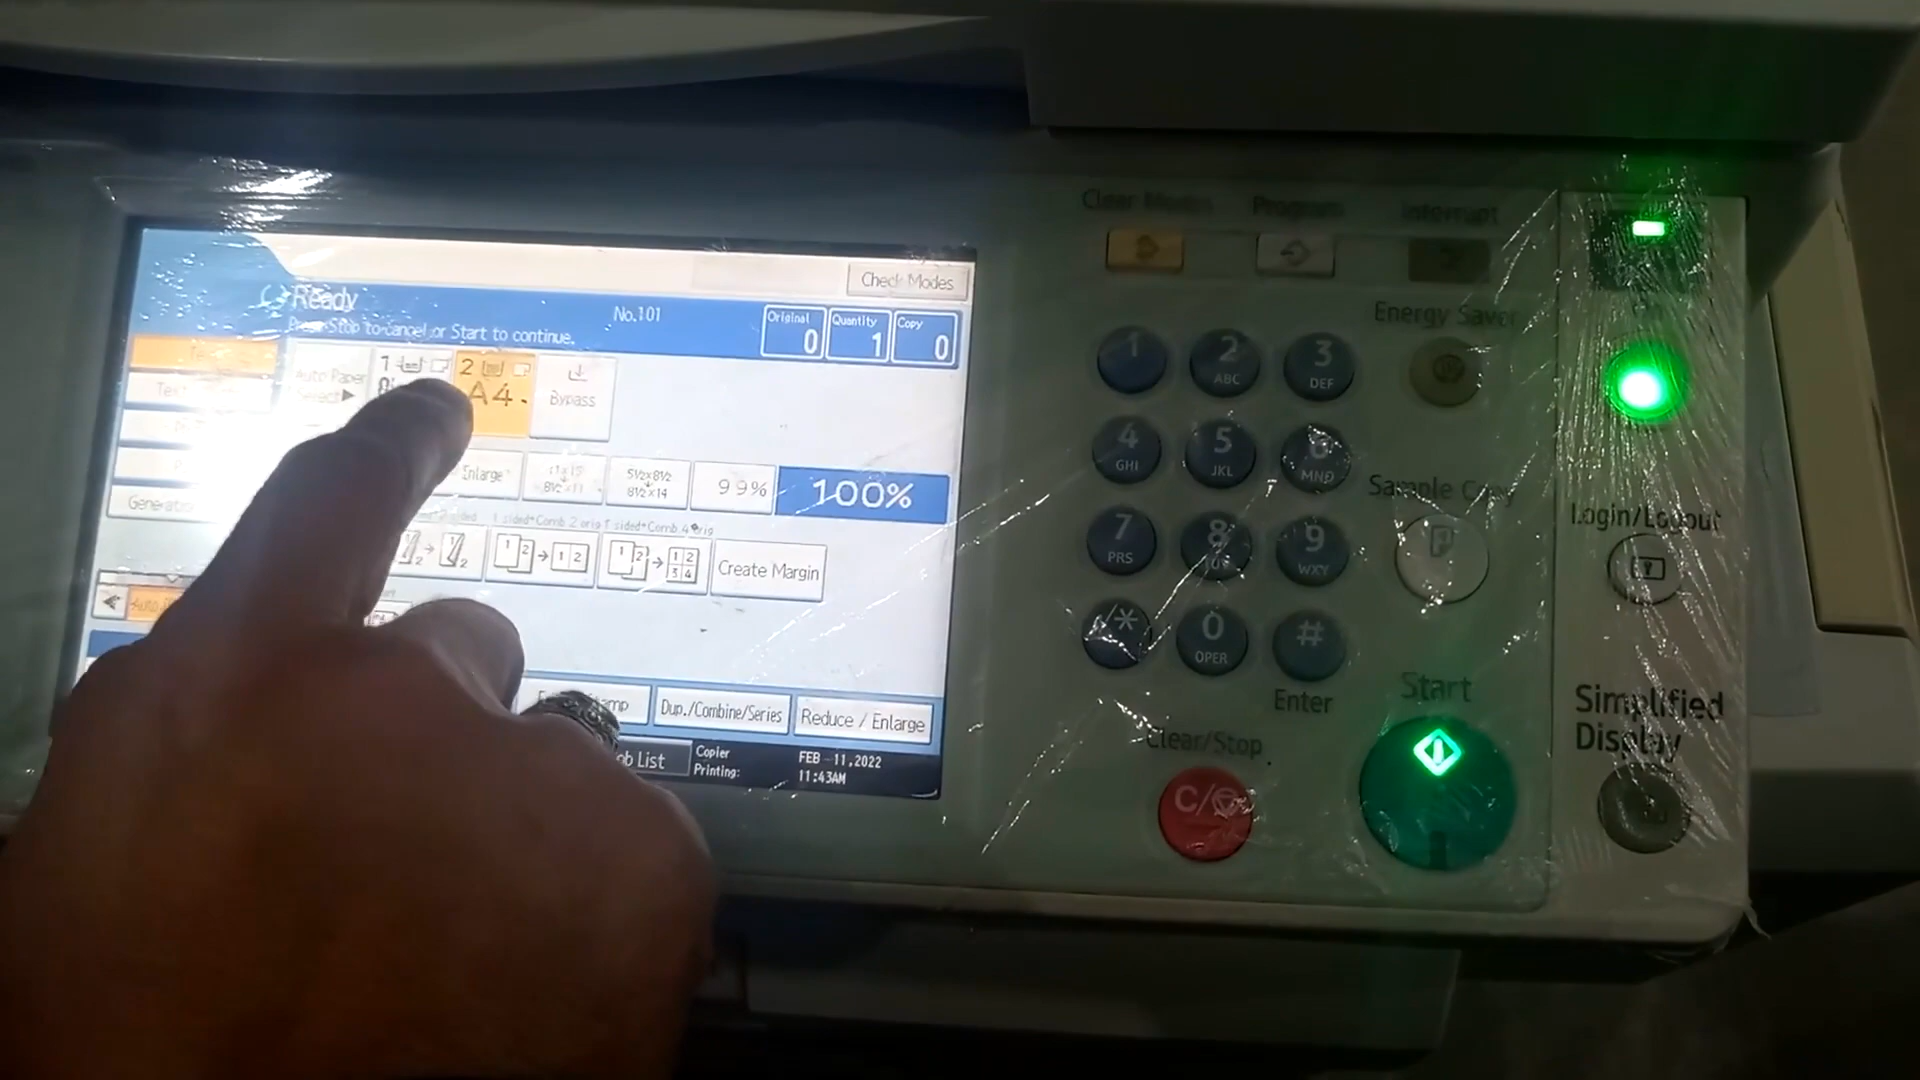 Check Modes
Ready
No.101
Press Stop to cancel or Start to continue.
Original 0
Quantity 1
Copy 0
Auto Paper Select ▶
1
2
A4
Bypass
Enlarge
11x15
8½x11
5½x8½
8½x14
99%
100%
1 sided→Comb 2 orig
1 sided→Comb 4 orig
Create Margin
Dup./Combine/Series
Reduce / Enlarge
Job List
Copier
Printing:
FEB 11,2022
11:43AM
Clear Modes
Program
Interrupt
Energy Saver
1
2 ABC
3 DEF
4 GHI
5 JKL
6 MNO
7 PRS
8
9 WXY
./*
0 OPER
#
Enter
Sample Copy
Login/Logout
Start
Clear/Stop
C/
Simplified Display